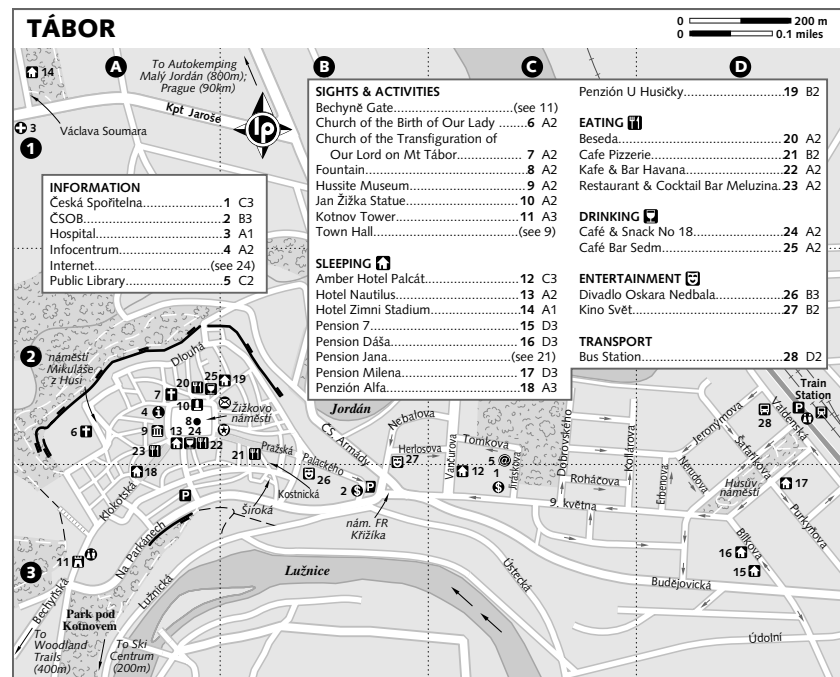 TÁBOR
0 200 m
0 0.1 miles
A
B
C
D
1
2
3
To Autokemping
Malý Jordán (800m);
Prague (90km)
Kpt Jaroše
lp
14
Václava Soumara
3
INFORMATION
Česká Spořitelna 1 C3
ČSOB 2 B3
Hospital 3 A1
Infocentrum 4 A2
Internet (see 24)
Public Library 5 C2
SIGHTS & ACTIVITIES
Bechyně Gate (see 11)
Church of the Birth of Our Lady 6 A2
Church of the Transfiguration of
Our Lord on Mt Tábor 7 A2
Fountain 8 A2
Hussite Museum 9 A2
Jan Žižka Statue 10 A2
Kotnov Tower 11 A3
Town Hall (see 9)
SLEEPING
Amber Hotel Palcát 12 C3
Hotel Nautilus 13 A2
Hotel Zimni Stadium 14 A1
Pension 7 15 D3
Pension Dáša 16 D3
Pension Jana (see 21)
Pension Milena 17 D3
Penzión Alfa 18 A3
Penzión U Husičky 19 B2
EATING
Beseda 20 A2
Cafe Pizzerie 21 B2
Kafe & Bar Havana 22 A2
Restaurant & Cocktail Bar Meluzina 23 A2
DRINKING
Café & Snack No 18 24 A2
Café Bar Sedm 25 A2
ENTERTAINMENT
Divadlo Oskara Nedbala 26 B3
Kino Svět 27 B2
TRANSPORT
Bus Station 28 D2
náměstí
Mikuláše
z Husi
Dlouhá
25
20
19
7
10
4
8
Žižkovo
náměstí
9
13 24
22
6
23
21
18
Pražská
Klokotská
P
Široká
Kostnická
Palackého
26
2
P
Jordán
ČS. Armády
Nebalova
Herlosova
27
nám. FR
Křižíka
Vančurova
Tomkova
5
1
12
Jiráskova
Dobrovského
Roháčova
Kollárova
9. května
Erbenova
Nerudova
Jeronýmova
Valdenská
28
P
Train
Station
Šafaříkova
Husův
náměstí
17
Purkyňova
Bílkova
16
15
Budějovická
Údolní
Ústecká
Lužnice
Lužnická
Na Parkánech
11
Bechyňská
Park pod
Kotnovem
To
Woodland
Trails
(400m)
To Ski
Centrum
(200m)